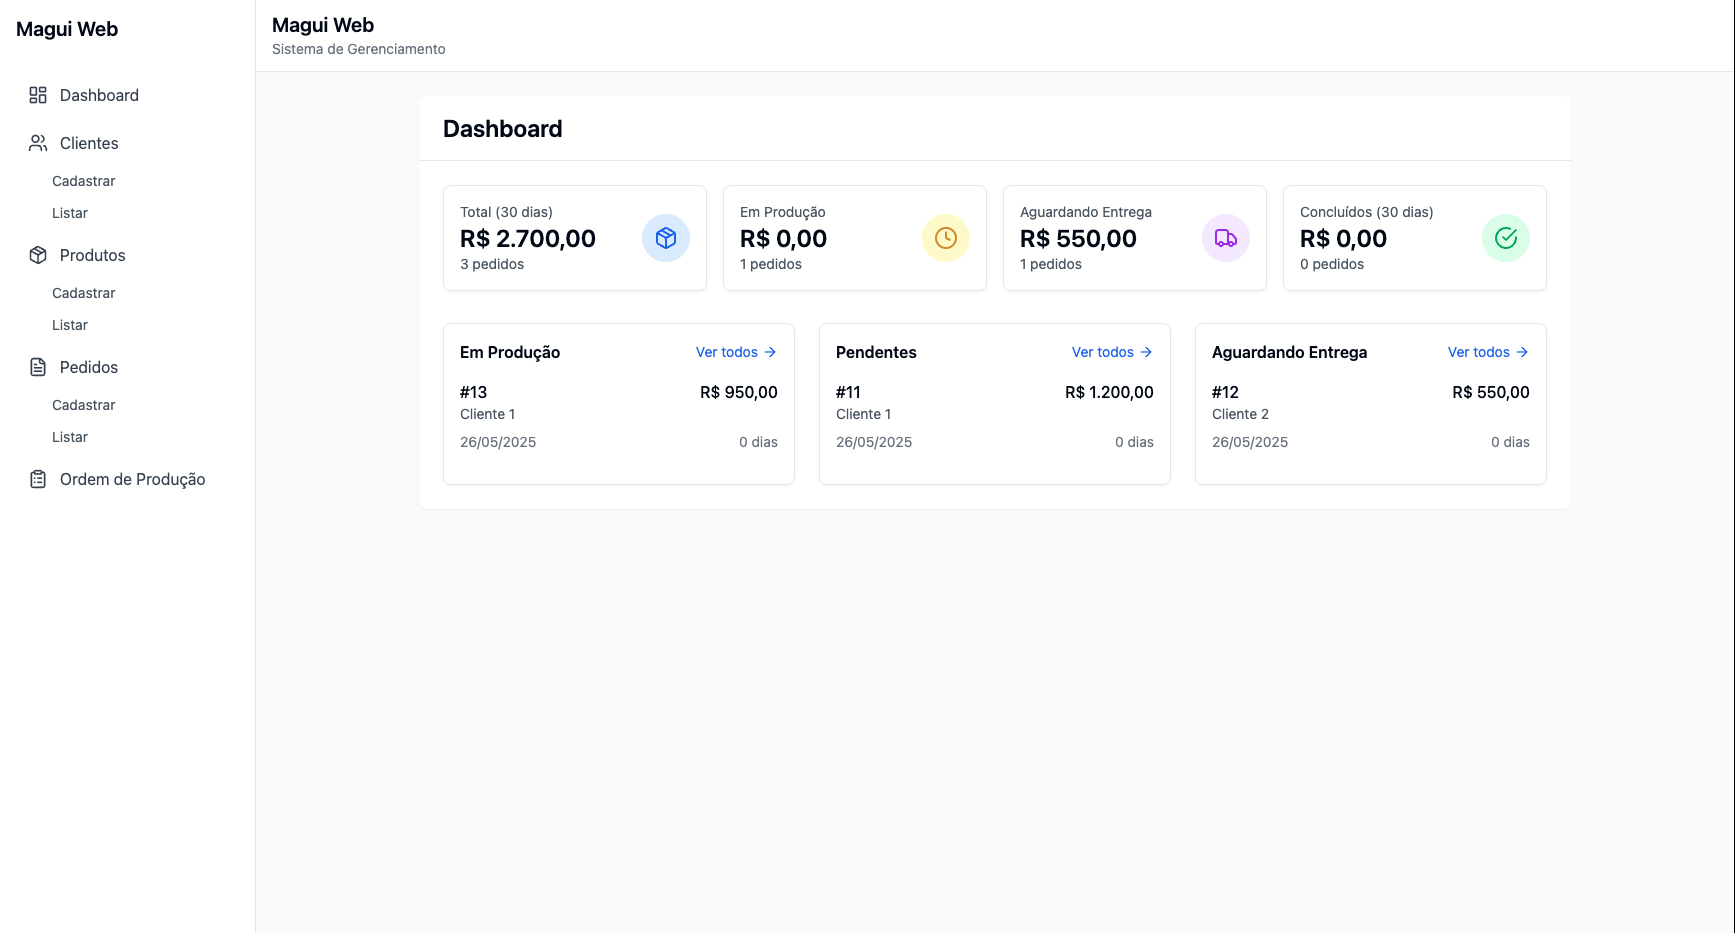 Magui Web
Dashboard
Clientes
Cadastrar
Listar
Produtos
Cadastrar
Listar
Pedidos
Cadastrar
Listar
Ordem de Produção
Magui Web
Sistema de Gerenciamento
Dashboard
Total (30 dias)
R$ 2.700,00
3 pedidos
Em Produção
R$ 0,00
1 pedidos
Aguardando Entrega
R$ 550,00
1 pedidos
Concluídos (30 dias)
R$ 0,00
0 pedidos
Em Produção Ver todos
#13 R$ 950,00
Cliente 1
26/05/2025 0 dias
Pendentes Ver todos
#11 R$ 1.200,00
Cliente 1
26/05/2025 0 dias
Aguardando Entrega Ver todos
#12 R$ 550,00
Cliente 2
26/05/2025 0 dias